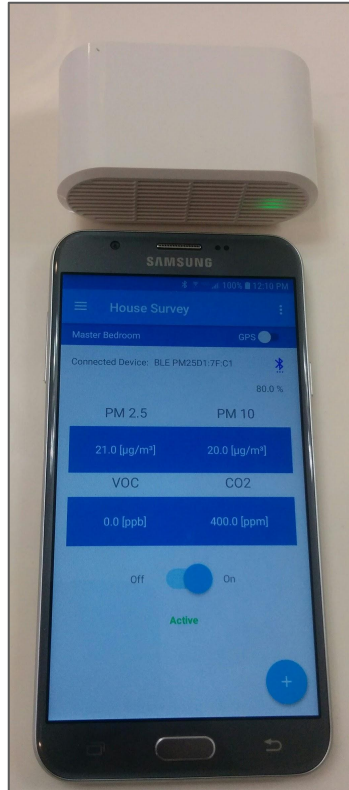 SAMSUNG
100% 12:10 PM
House Survey
Master Bedroom GPS
Connected Device: BLE PM25D1:7F:C1
80.0 %
PM 2.5 PM 10
21.0 [µg/m³] 20.0 [µg/m³]
VOC CO2
0.0 [ppb] 400.0 [ppm]
Off On
Active
+